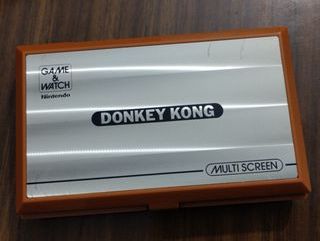 GAME
&
WATCH
Nintendo
DONKEY KONG
MULTI SCREEN